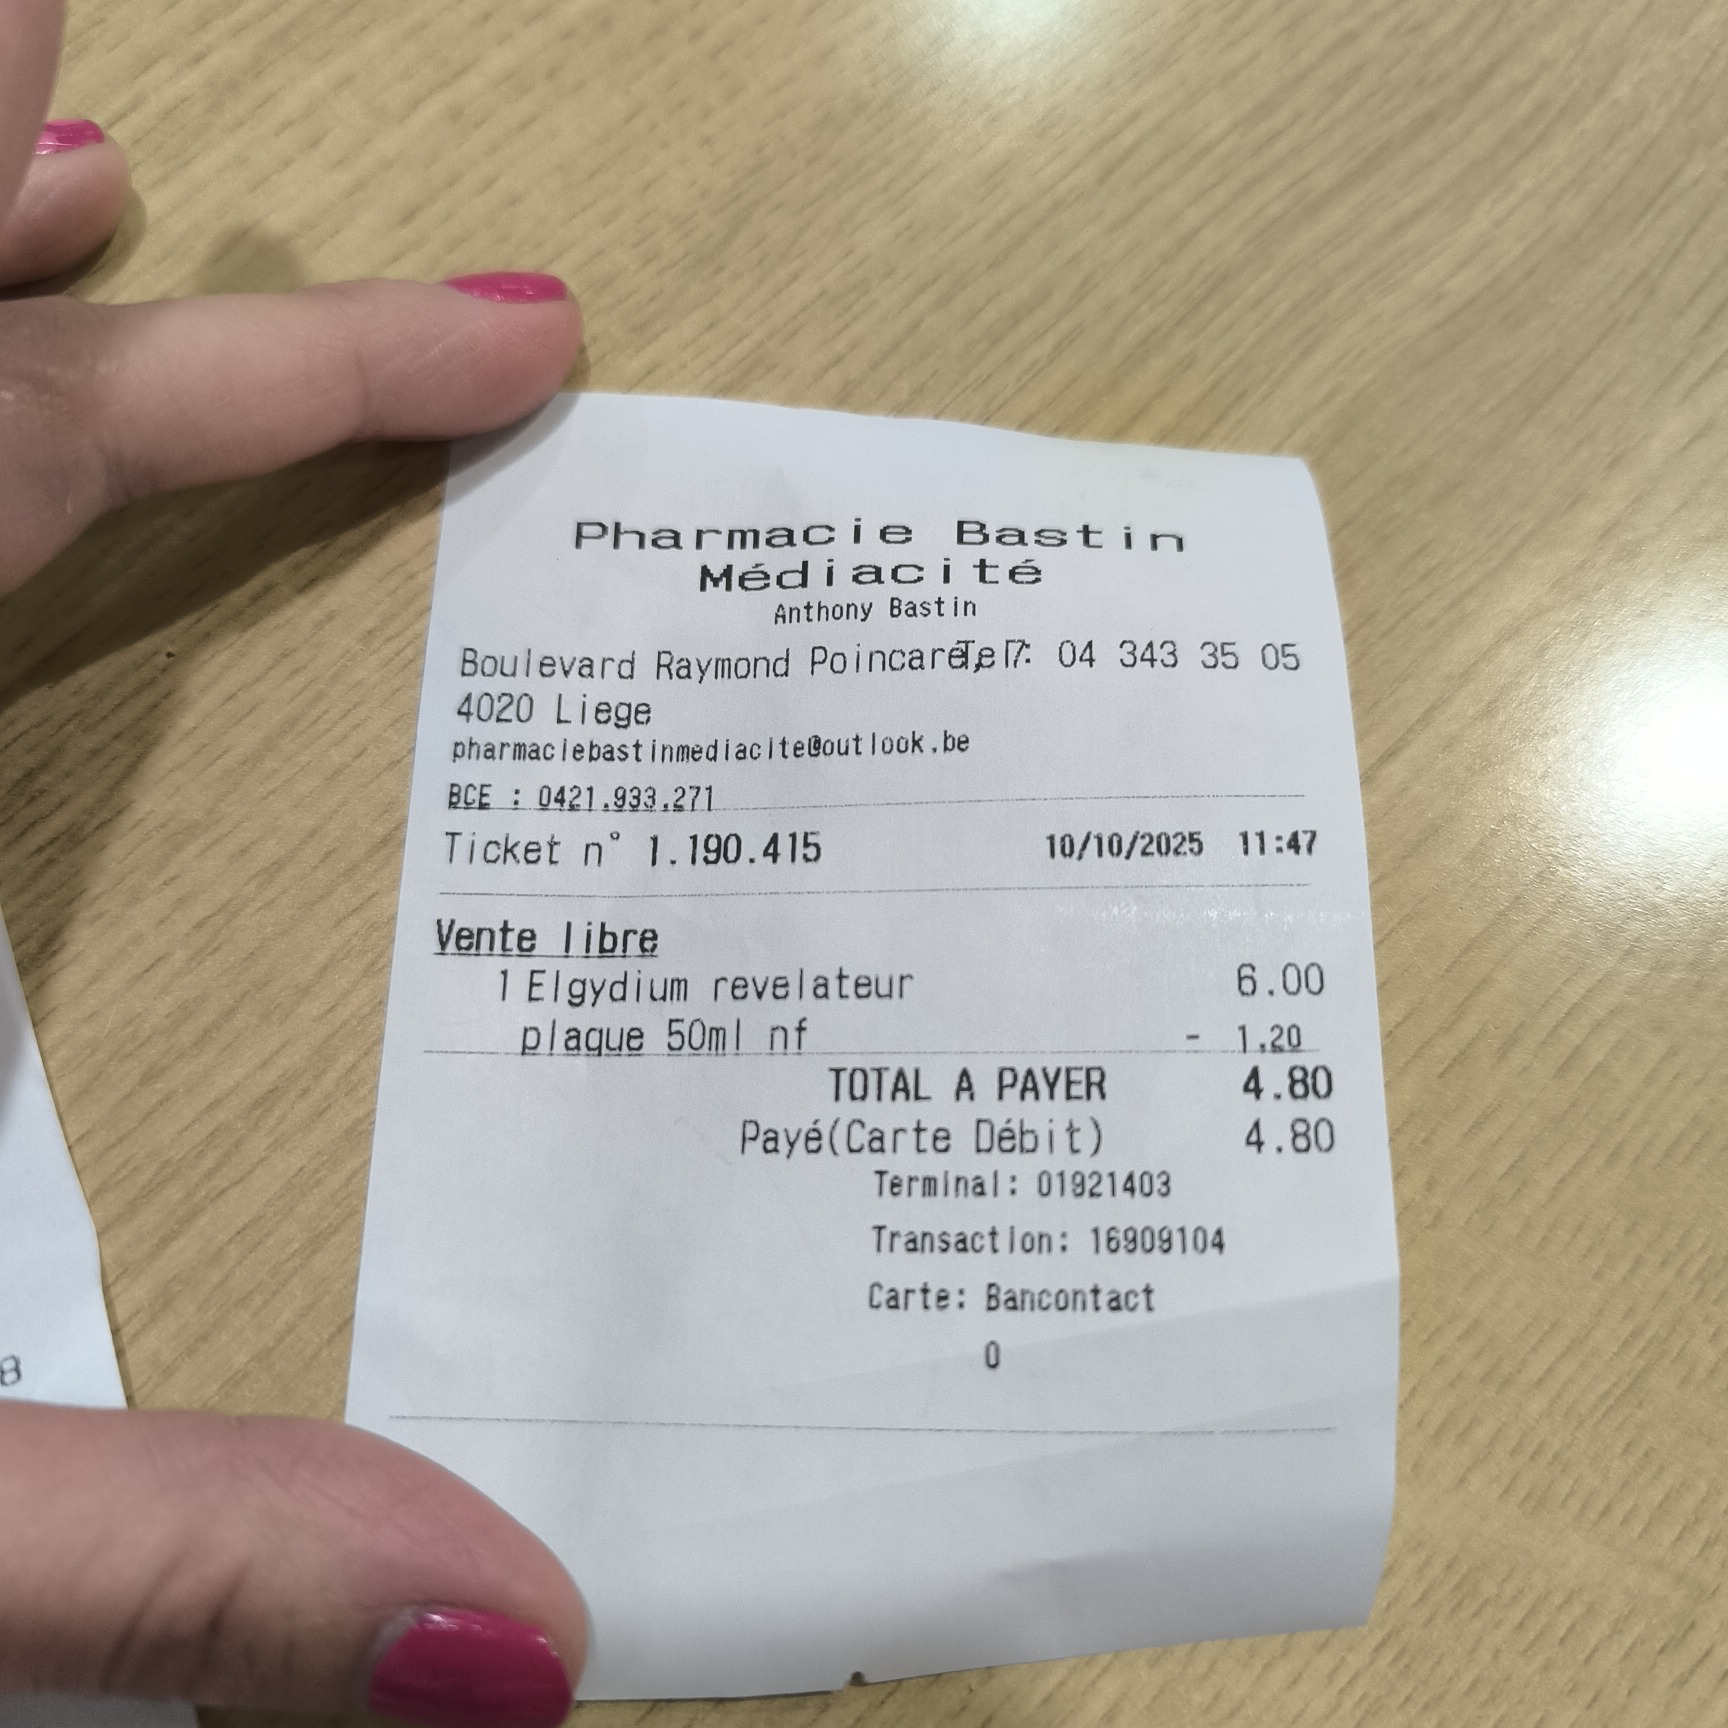 Pharmacie Bastin
Médiacité
Anthony Bastin
Boulevard Raymond Poincaré, 7 Tel: 04 343 35 05
4020 Liege
pharmaciebastinmediacite@outlook.be
BCE : 0421.933.271
Ticket n° 1.190.415 10/10/2025 11:47
Vente libre
1 Elgydium revelateur 6.00
plaque 50ml nf - 1.20
TOTAL A PAYER 4.80
Payé(Carte Débit) 4.80
Terminal: 01921403
Transaction: 16909104
Carte: Bancontact
0
8